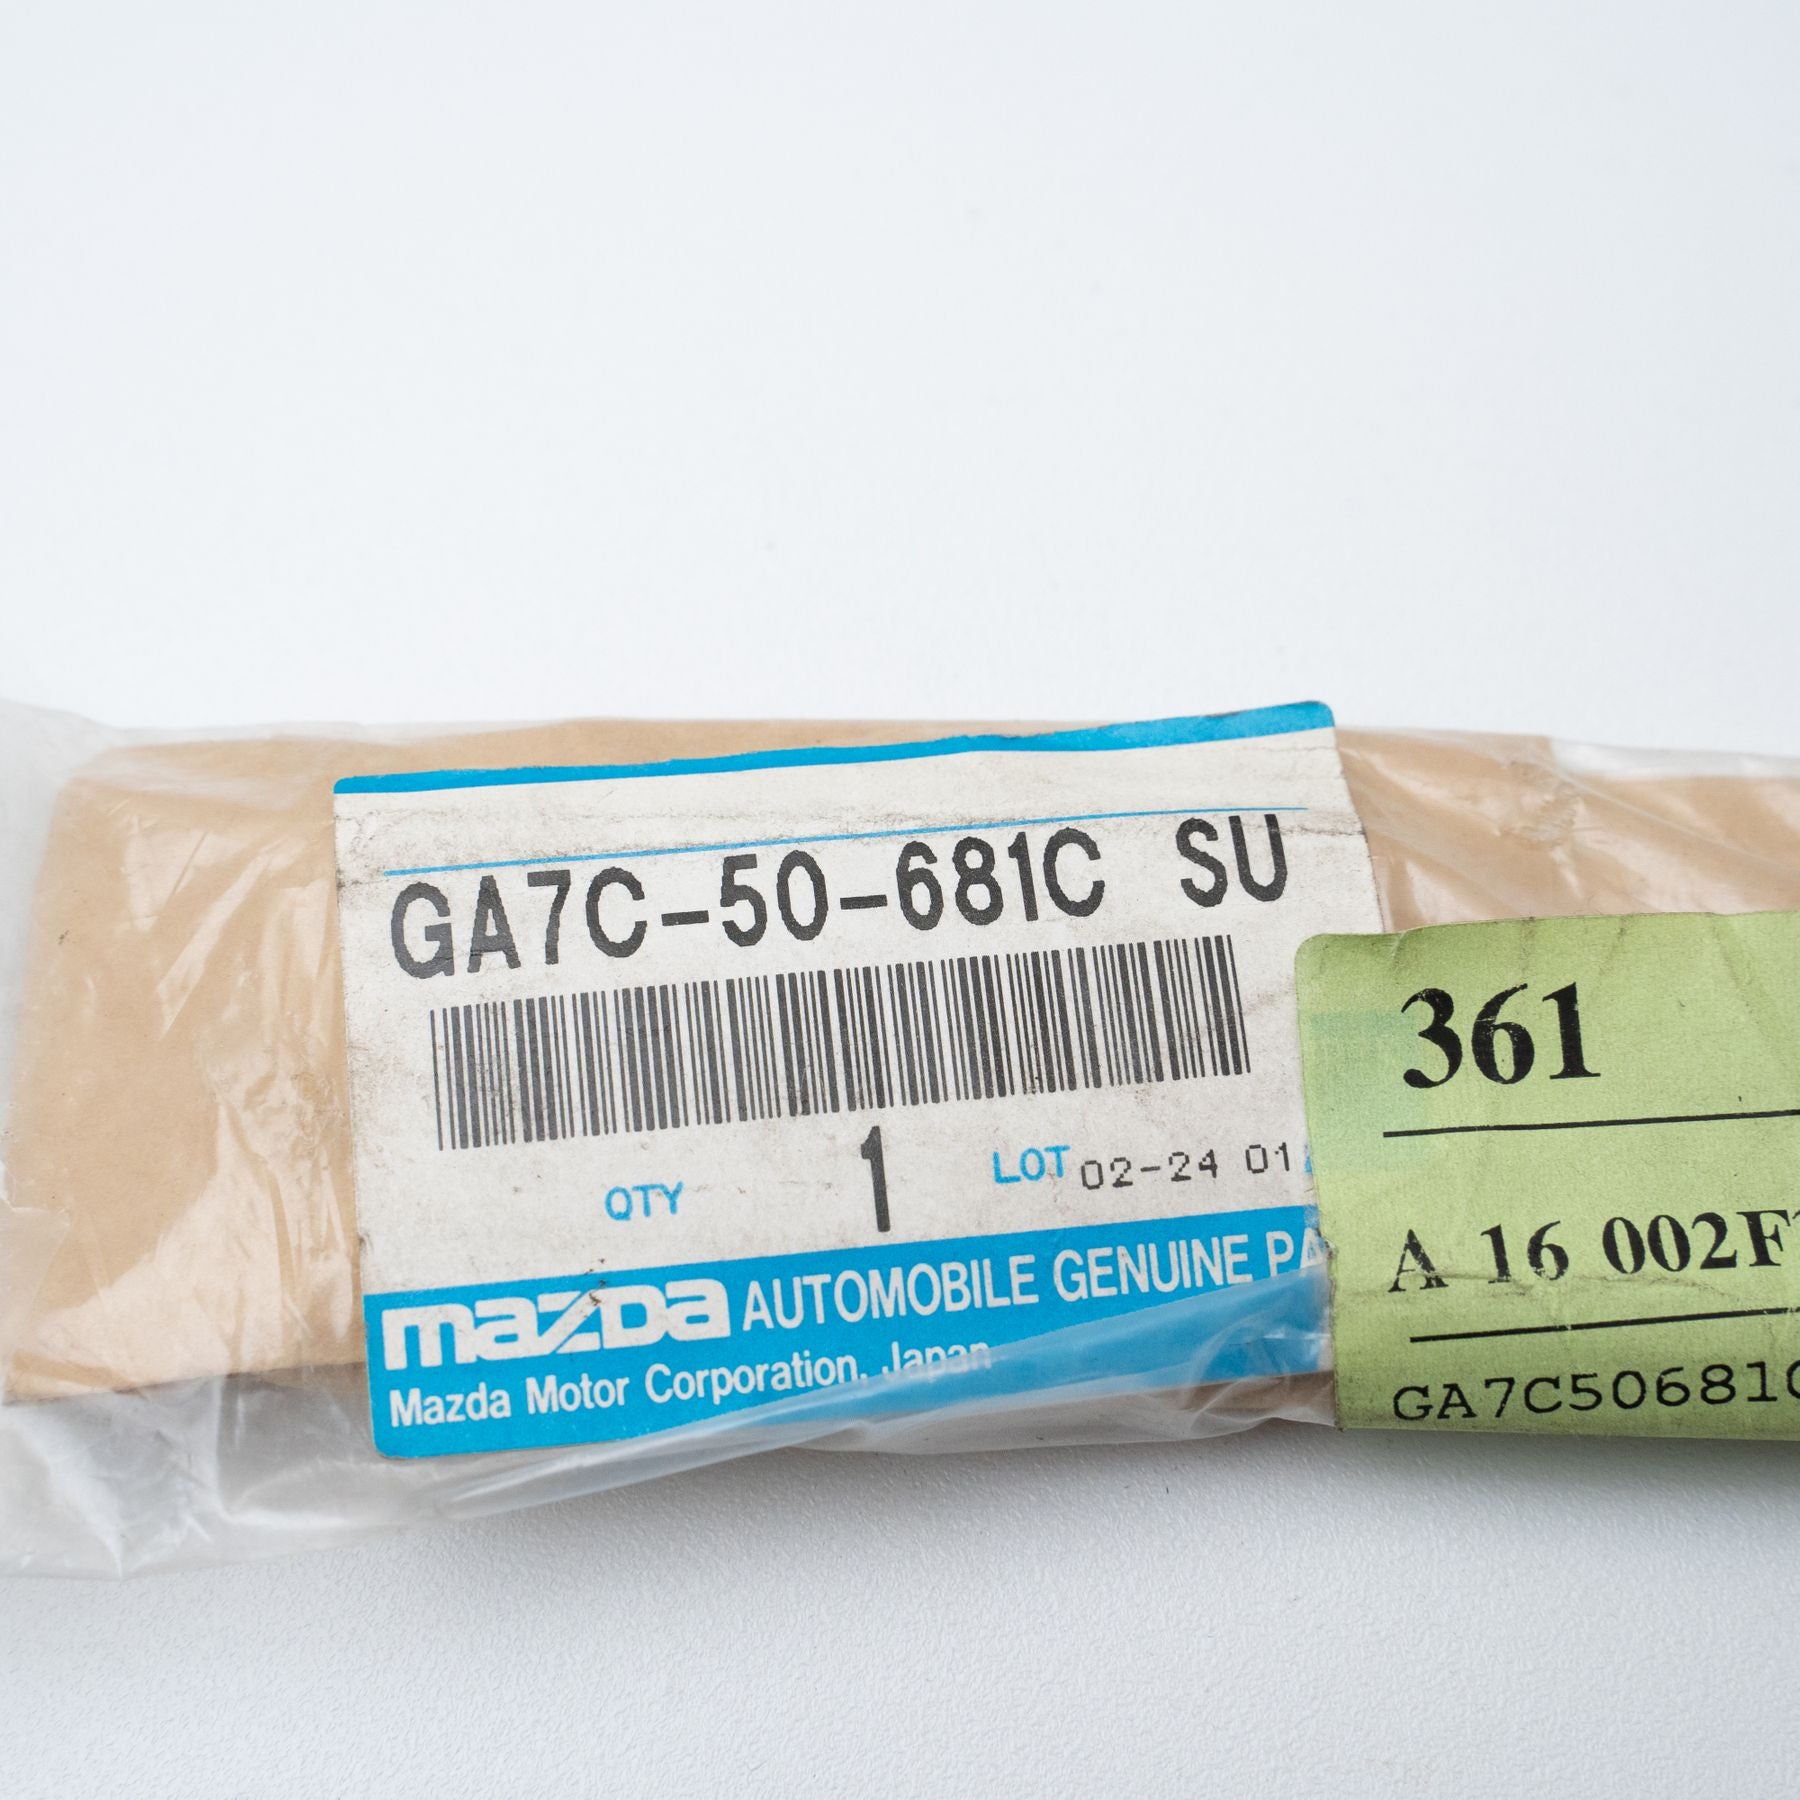 GA7C-50-681C SU
QTY 1 LOT 02-24 01
mazda AUTOMOBILE GENUINE PA
Mazda Motor Corporation, Japan
361
A 16 002F
GA7C50681C